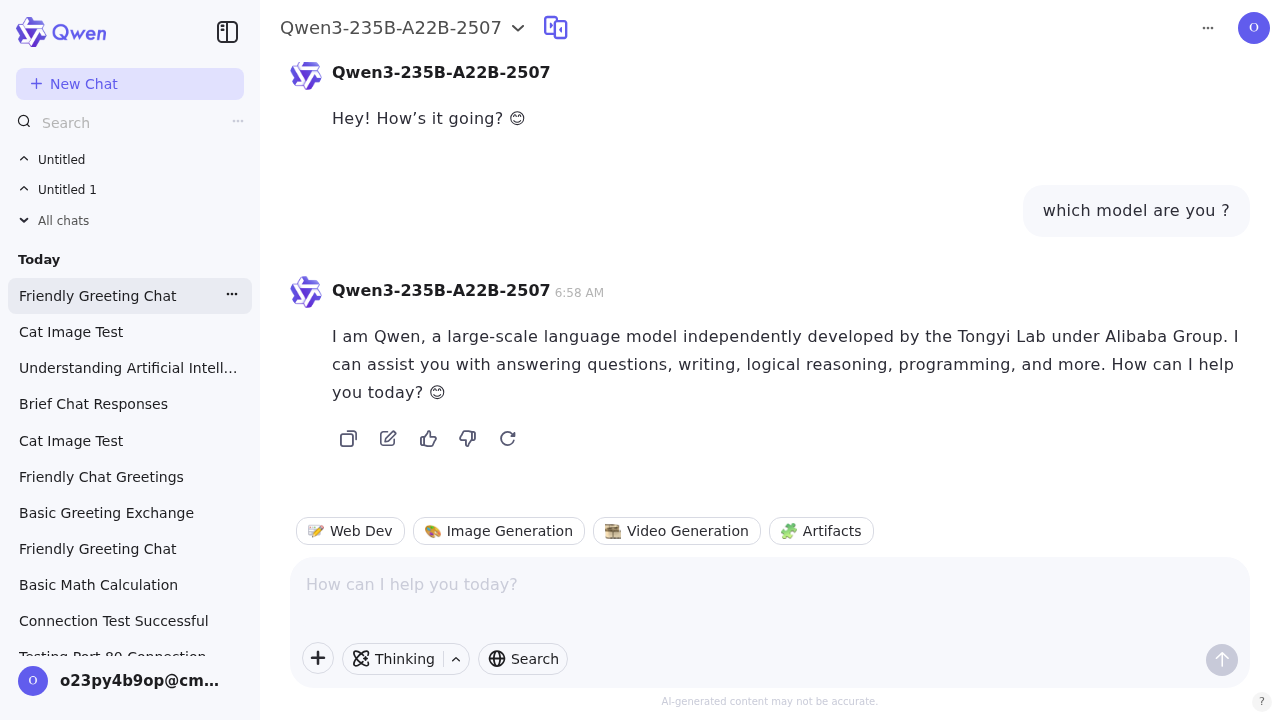 Qwen
New Chat
Search
Untitled
Untitled 1
All chats
Today
Friendly Greeting Chat
Cat Image Test
Understanding Artificial Intell...
Brief Chat Responses
Cat Image Test
Friendly Chat Greetings
Basic Greeting Exchange
Friendly Greeting Chat
Basic Math Calculation
Connection Test Successful
Testing Port 80 Connection
O
o23py4b9op@cm...
Qwen3-235B-A22B-2507
O
Qwen3-235B-A22B-2507
Hey! How’s it going? 😊
which model are you ?
Qwen3-235B-A22B-2507 6:58 AM
I am Qwen, a large-scale language model independently developed by the Tongyi Lab under Alibaba Group. I
can assist you with answering questions, writing, logical reasoning, programming, and more. How can I help
you today? 😊
Web Dev
Image Generation
Video Generation
Artifacts
How can I help you today?
Thinking
Search
AI-generated content may not be accurate.
?